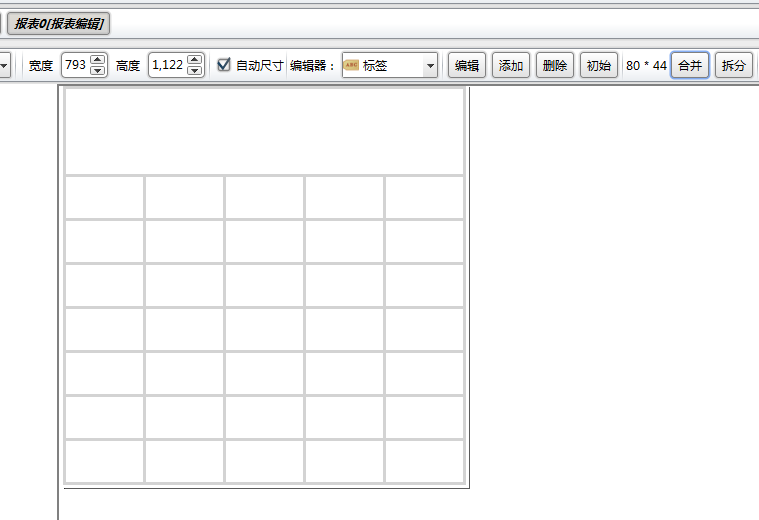 报表0[报表编辑]
宽度 793 高度 1,122 自动尺寸 编辑器： ABC 标签 编辑 添加 删除 初始 80 * 44 合并 拆分